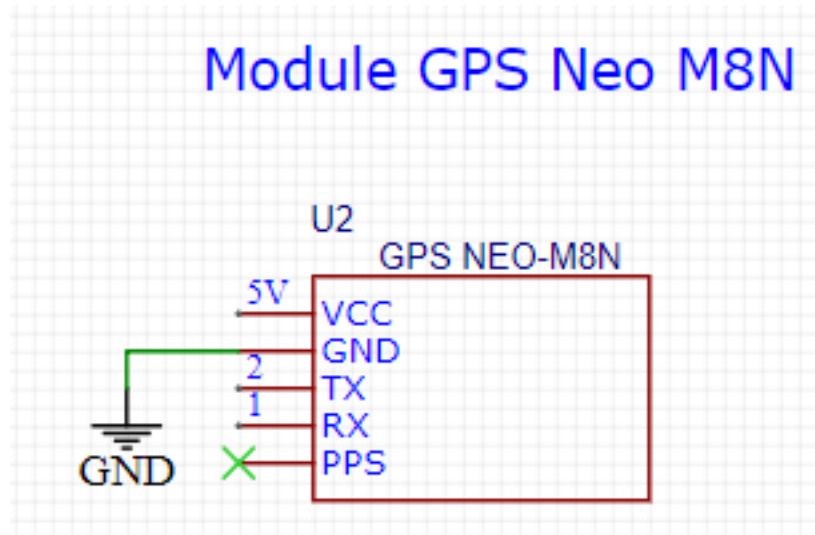 Module GPS Neo M8N
U2
GPS NEO-M8N
5V
VCC
GND
2
TX
1
RX
GND
PPS